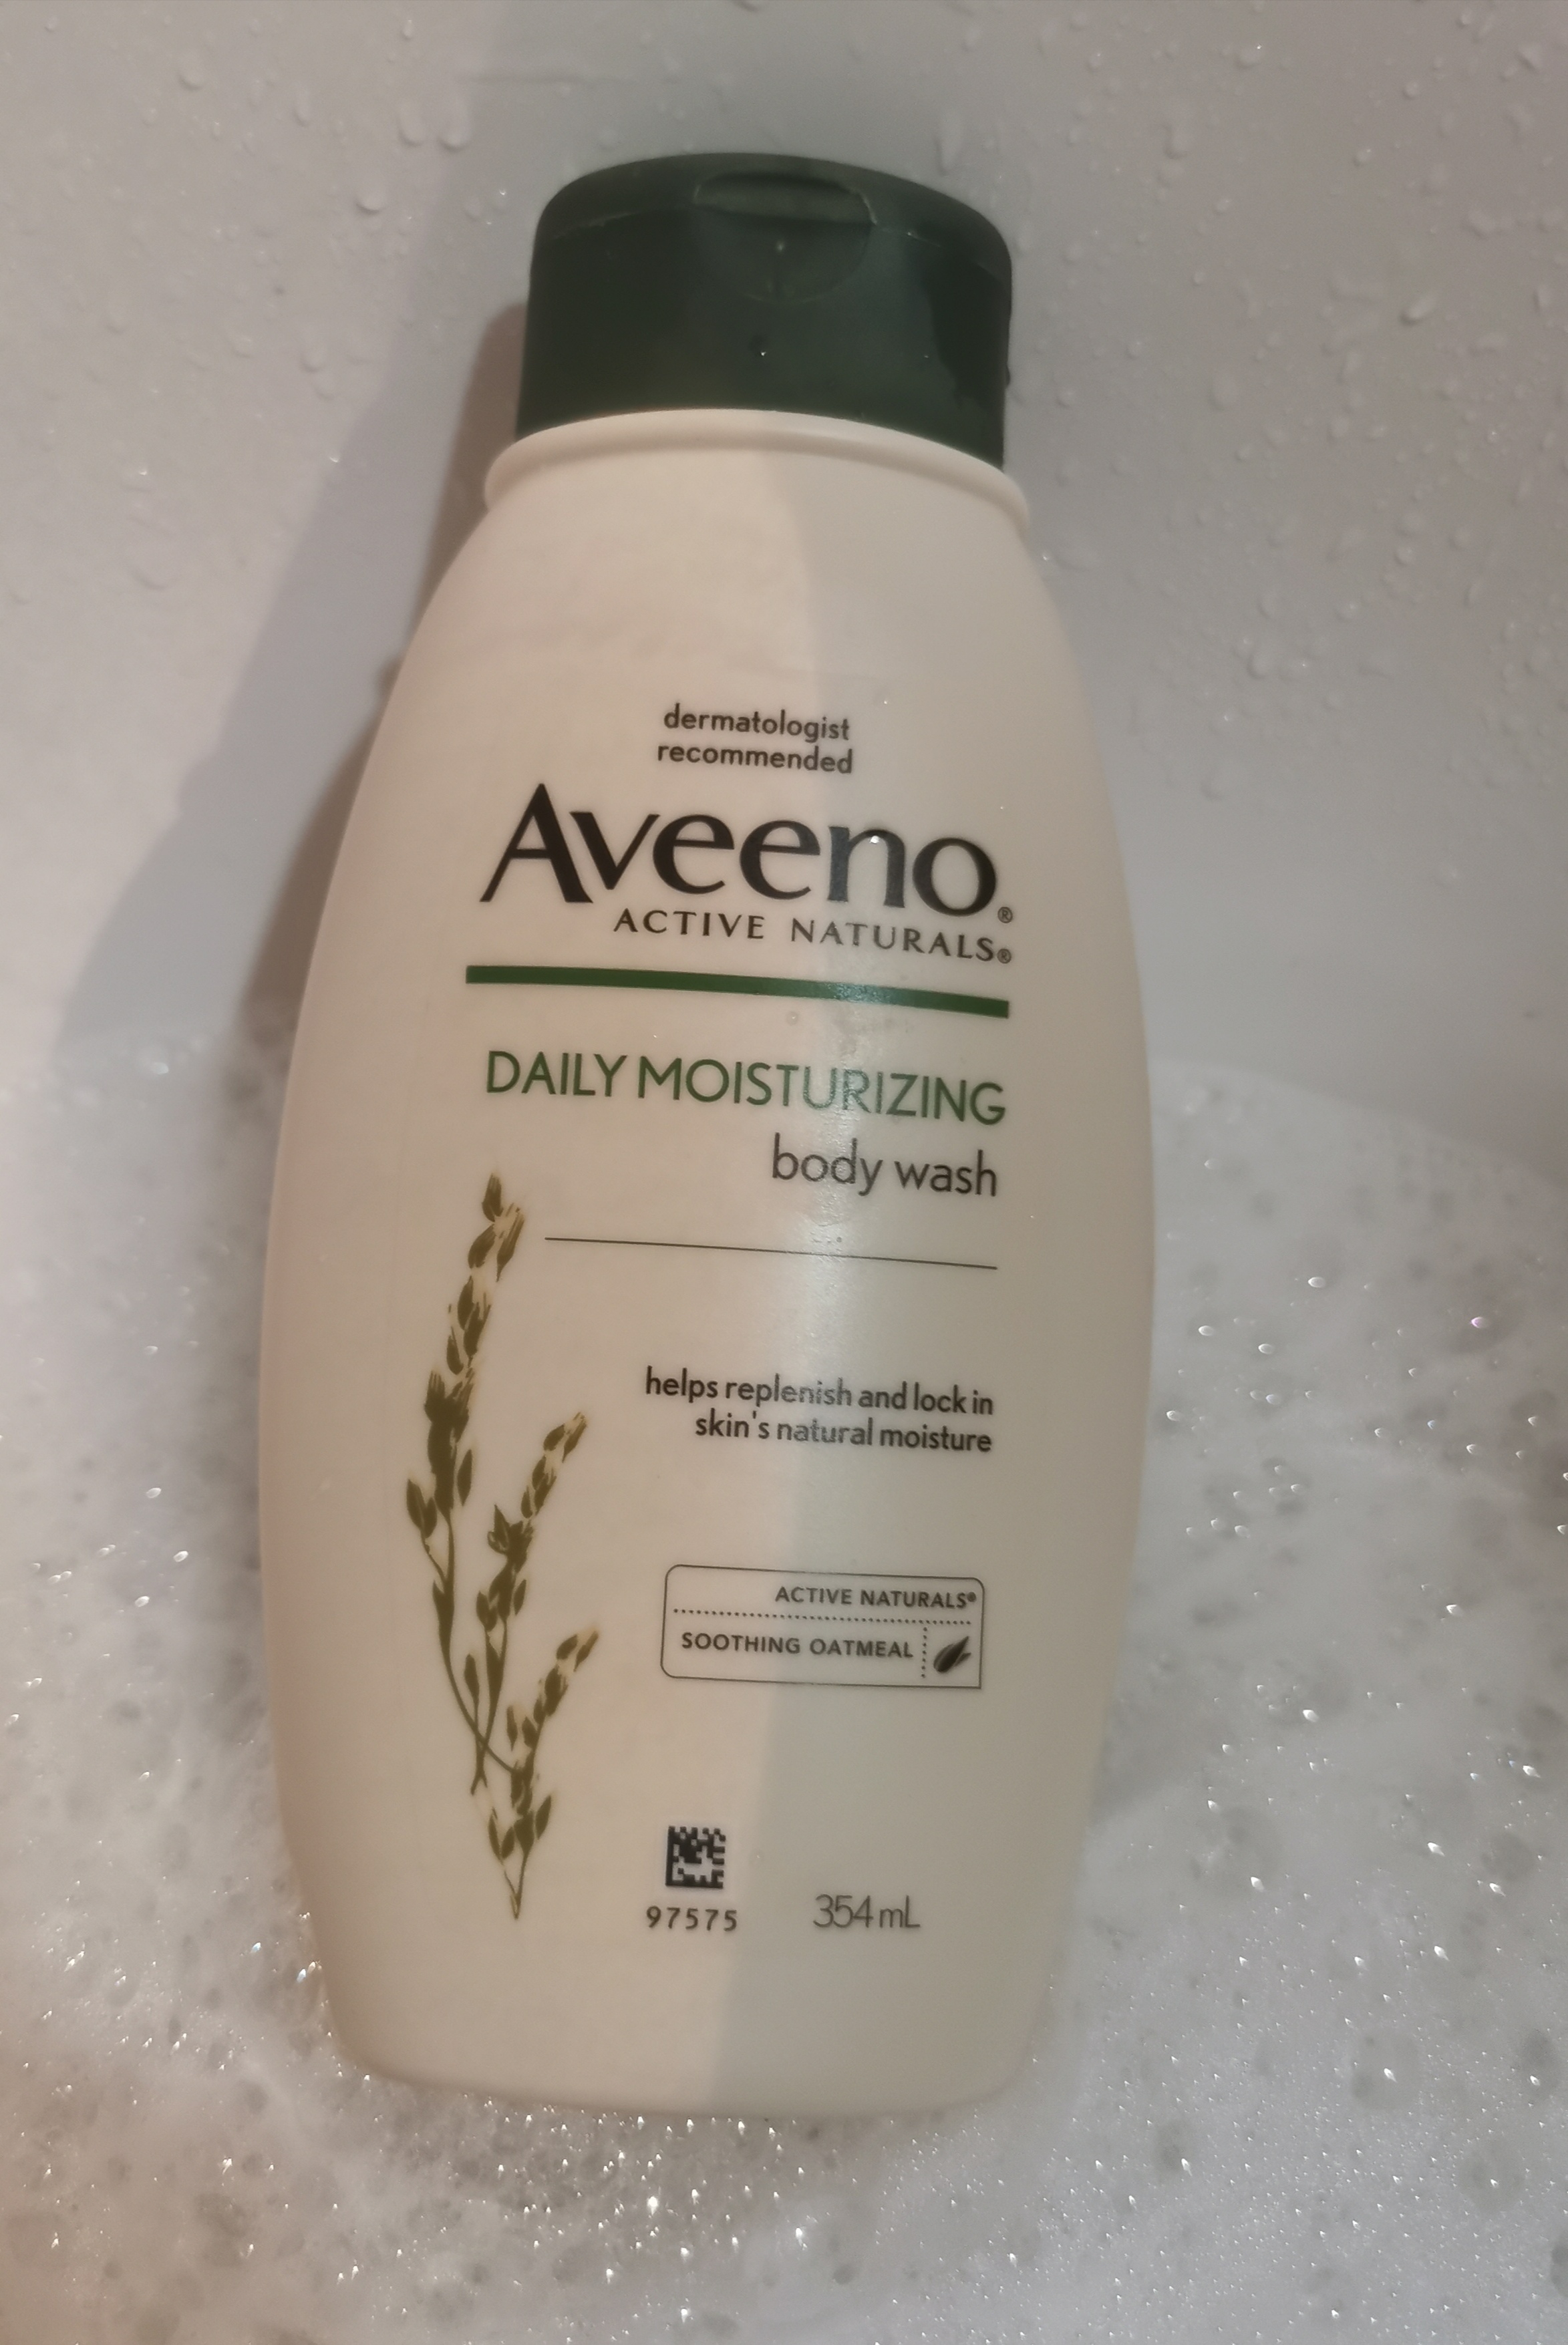 dermatologist
recommended
Aveeno®
ACTIVE NATURALS®
DAILY MOISTURIZING
body wash
helps replenish and lock in
skin's natural moisture
ACTIVE NATURALS®
SOOTHING OATMEAL
97575
354 mL